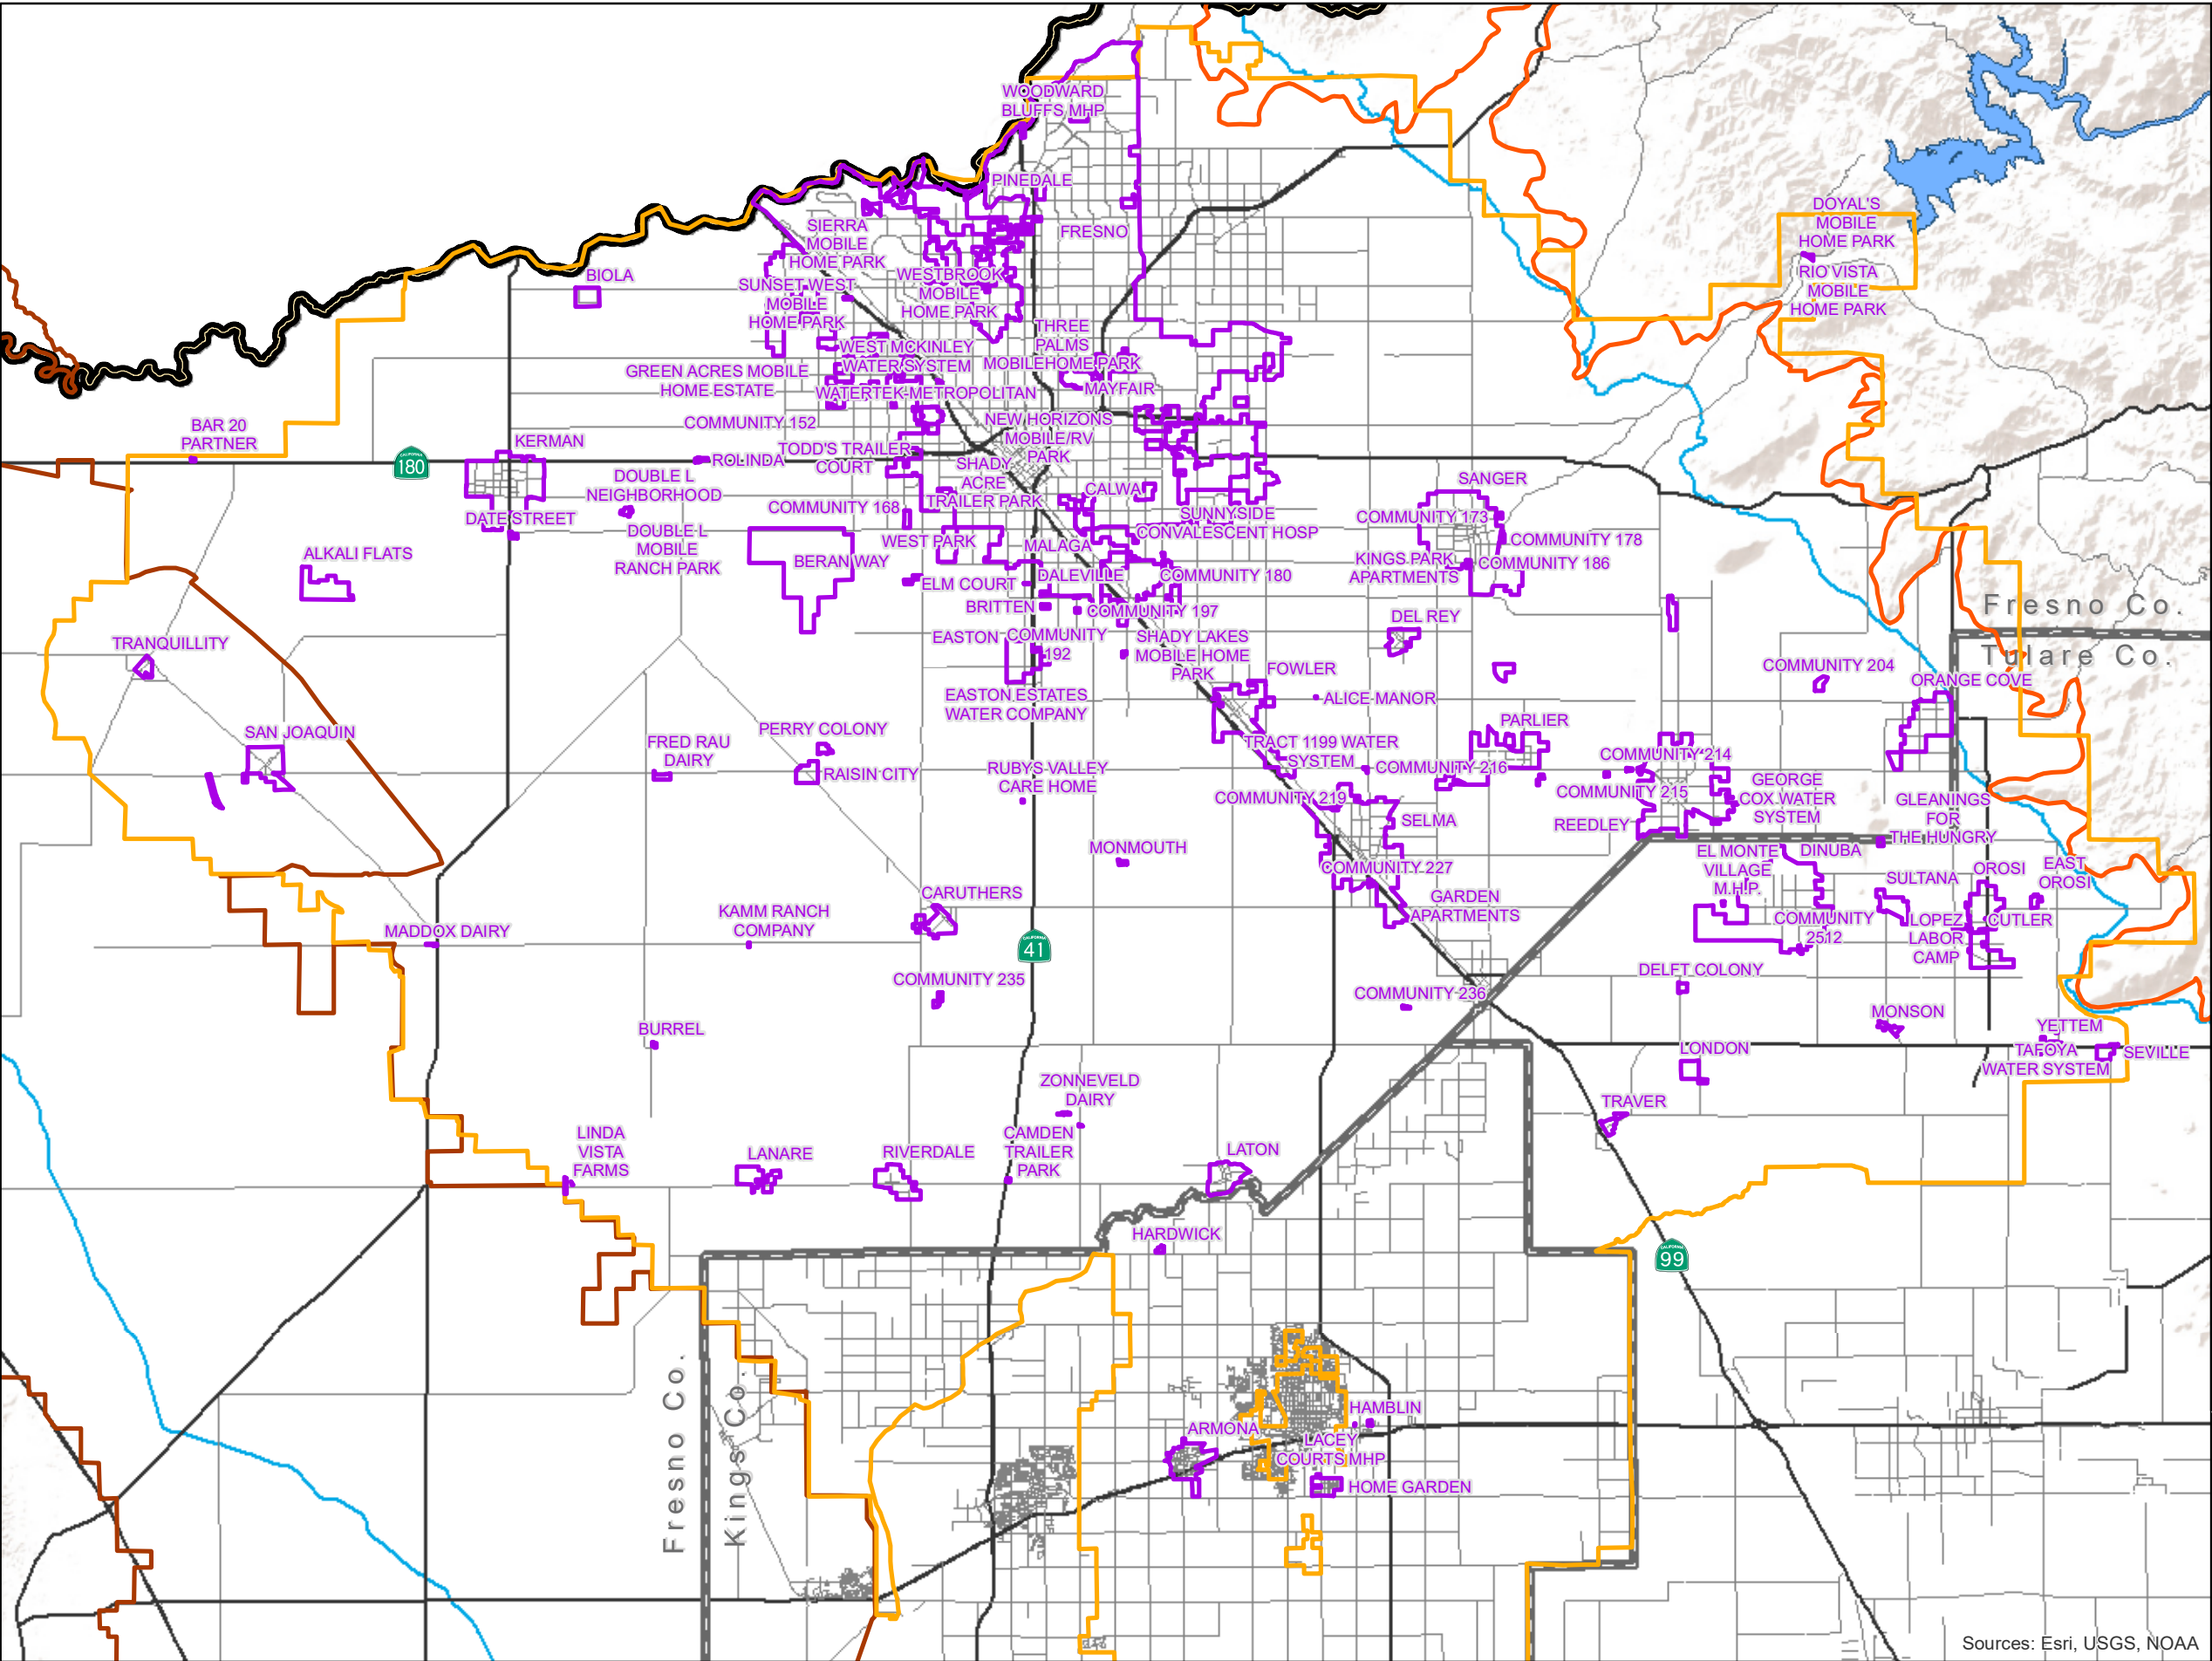 WOODWARD
BLUFFS MHP
PINEDALE
DOYAL'S
MOBILE
HOME PARK
RIO VISTA
MOBILE
HOME PARK
SIERRA
MOBILE
HOME PARK
FRESNO
BIOLA
SUNSET WEST
MOBILE
HOME PARK
WESTBROOK
MOBILE
HOME PARK
THREE
PALMS
MOBILEHOME PARK
WEST MCKINLEY
WATER SYSTEM
GREEN ACRES MOBILE
HOME ESTATE
WATERTEK-METROPOLITAN
MAYFAIR
COMMUNITY 152
NEW HORIZONS
MOBILE/RV
PARK
BAR 20
PARTNER
CALIFORNIA
180
KERMAN
ROLINDA
TODD'S TRAILER
COURT
SHADY
ACRE
TRAILER PARK
DOUBLE L
NEIGHBORHOOD
CALWA
SANGER
DATE STREET
COMMUNITY 168
SUNNYSIDE
CONVALESCENT HOSP
COMMUNITY 173
COMMUNITY 178
DOUBLE L
MOBILE
RANCH PARK
ALKALI FLATS
BERAN WAY
WEST PARK
MALAGA
KINGS PARK
APARTMENTS
COMMUNITY 186
ELM COURT
DALEVILLE
COMMUNITY 180
BRITTEN
COMMUNITY 197
Fresno Co.
Tulare Co.
TRANQUILLITY
EASTON
COMMUNITY
192
SHADY LAKES
MOBILE HOME
PARK
DEL REY
FOWLER
COMMUNITY 204
ORANGE COVE
EASTON ESTATES
WATER COMPANY
ALICE MANOR
SAN JOAQUIN
FRED RAU
DAIRY
PERRY COLONY
RAISIN CITY
RUBYS VALLEY
CARE HOME
PARLIER
TRACT 1199 WATER
SYSTEM
COMMUNITY 216
COMMUNITY 214
COMMUNITY 215
GEORGE
COX WATER
SYSTEM
COMMUNITY 219
SELMA
REEDLEY
GLEANINGS
FOR
THE HUNGRY
MONMOUTH
COMMUNITY 227
EL MONTE
VILLAGE
M.H.P.
DINUBA
SULTANA
OROSI
EAST
OROSI
CARUTHERS
GARDEN
APARTMENTS
KAMM RANCH
COMPANY
MADDOX DAIRY
CALIFORNIA
41
COMMUNITY
2512
LOPEZ
LABOR
CAMP
CUTLER
COMMUNITY 235
COMMUNITY 236
DELFT COLONY
MONSON
BURREL
LONDON
YETTEM
TAFOYA
WATER SYSTEM
SEVILLE
ZONNEVELD
DAIRY
TRAVER
LINDA
VISTA
FARMS
LANARE
RIVERDALE
CAMDEN
TRAILER
PARK
LATON
HARDWICK
CALIFORNIA
99
Fresno Co.
Kings Co.
HAMBLIN
ARMONA
LACEY
COURTS MHP
HOME GARDEN
Sources: Esri, USGS, NOAA